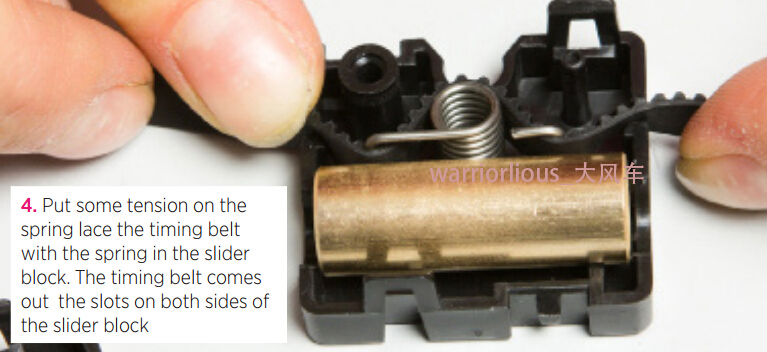 warriorlious_大风车
4. Put some tension on the
spring lace the timing belt
with the spring in the slider
block. The timing belt comes
out the slots on both sides of
the slider block